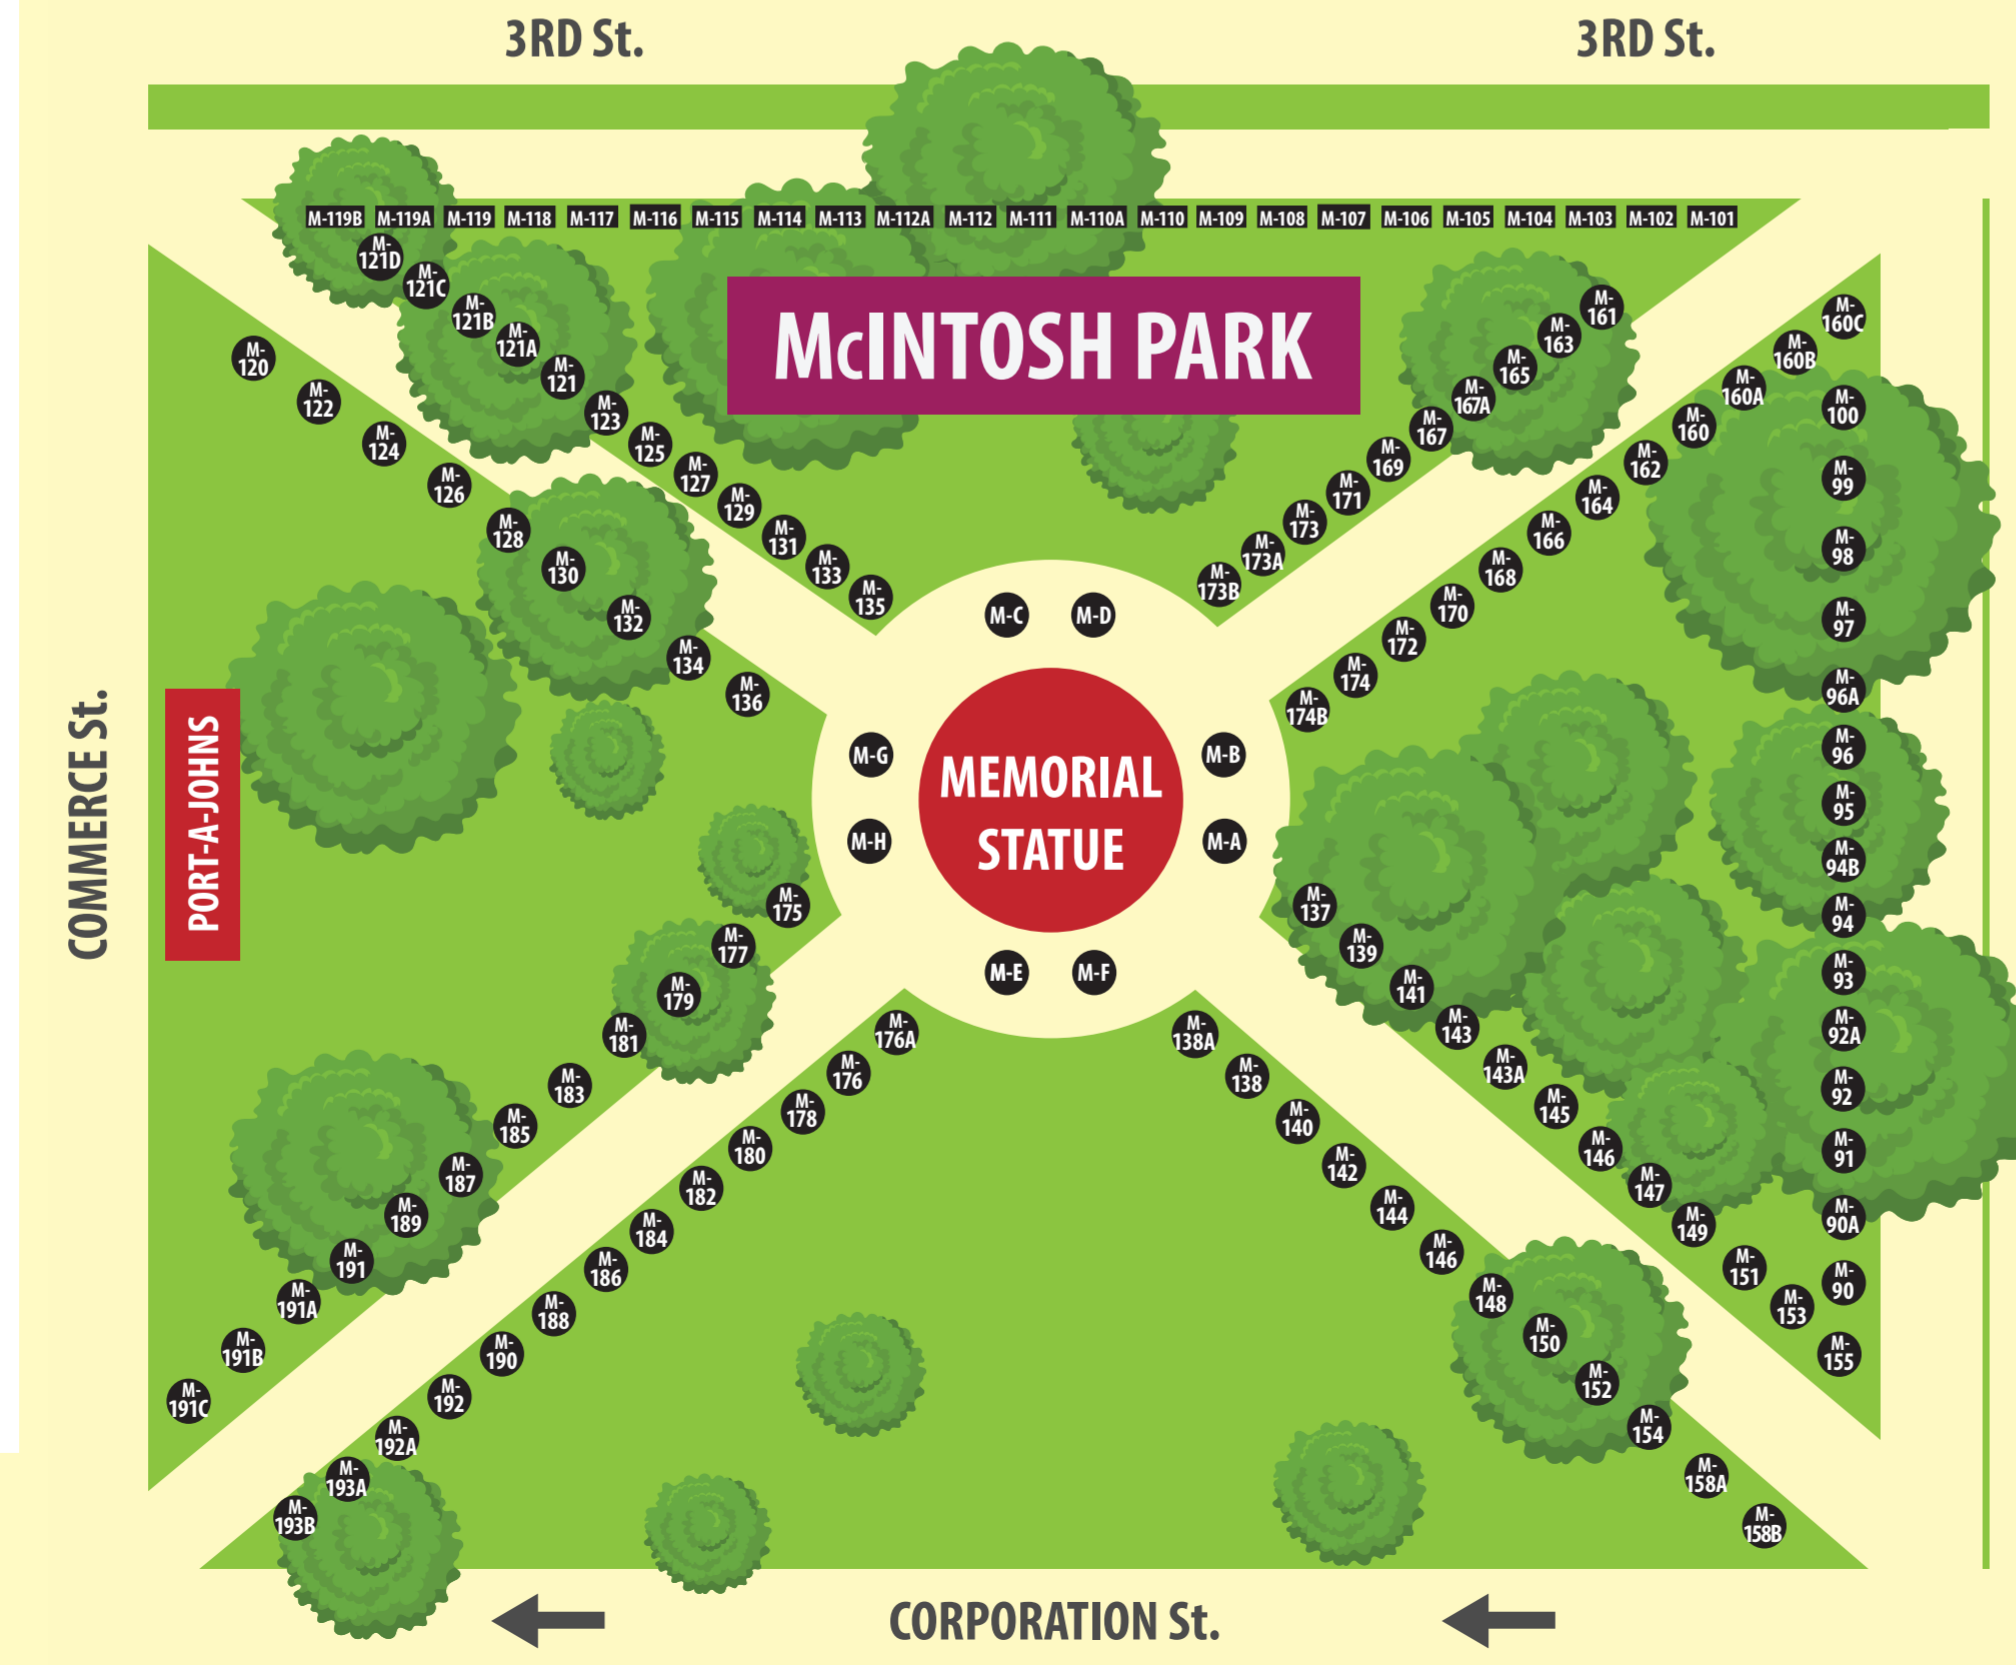 3RD St.
3RD St.
M-119B M-119A M-119 M-118 M-117 M-116 M-115 M-114 M-113 M-112A M-112 M-111 M-110A M-110 M-109 M-108 M-107 M-106 M-105 M-104 M-103 M-102 M-101
McINTOSH PARK
M-
121D
M-
121C
M-
121B
M-
121A
M-
121
M-
123
M-
125
M-
127
M-
129
M-
131
M-
133
M-
135
M-
120
M-
122
M-
124
M-
126
M-
128
M-
130
M-
132
M-
134
M-
136
M-
161
M-
163
M-
165
M-
167A
M-
167
M-
169
M-
171
M-
173
M-
173A
M-
173B
M-
160C
M-
160B
M-
160A
M-
160
M-
162
M-
164
M-
166
M-
168
M-
170
M-
172
M-
174
M-
174B
M-
100
M-
99
M-
98
M-
97
M-
96A
M-
96
M-
95
M-
94B
M-
94
M-
93
M-
92A
M-
92
M-
91
M-
90A
M-
90
M-C
M-D
M-G
M-B
MEMORIAL
STATUE
M-H
M-A
M-E
M-F
COMMERCE St.
PORT-A-JOHNS
M-
175
M-
177
M-
179
M-
181
M-
183
M-
185
M-
187
M-
189
M-
191
M-
191A
M-
191B
M-
191C
M-
176A
M-
176
M-
178
M-
180
M-
182
M-
184
M-
186
M-
188
M-
190
M-
192
M-
192A
M-
193A
M-
193B
M-
137
M-
139
M-
141
M-
143
M-
143A
M-
145
M-
146
M-
147
M-
149
M-
151
M-
153
M-
155
M-
138A
M-
138
M-
140
M-
142
M-
144
M-
146
M-
148
M-
150
M-
152
M-
154
M-
158A
M-
158B
CORPORATION St.